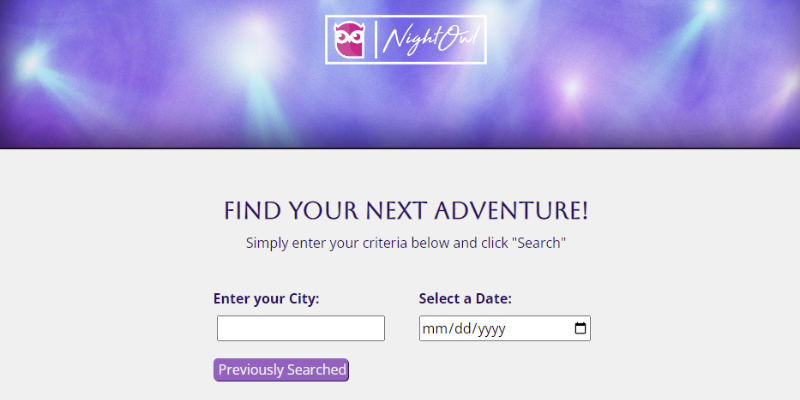 NightOwl
FIND YOUR NEXT ADVENTURE!
Simply enter your criteria below and click "Search"
Enter your City:
Select a Date:
mm/dd/yyyy
Previously Searched